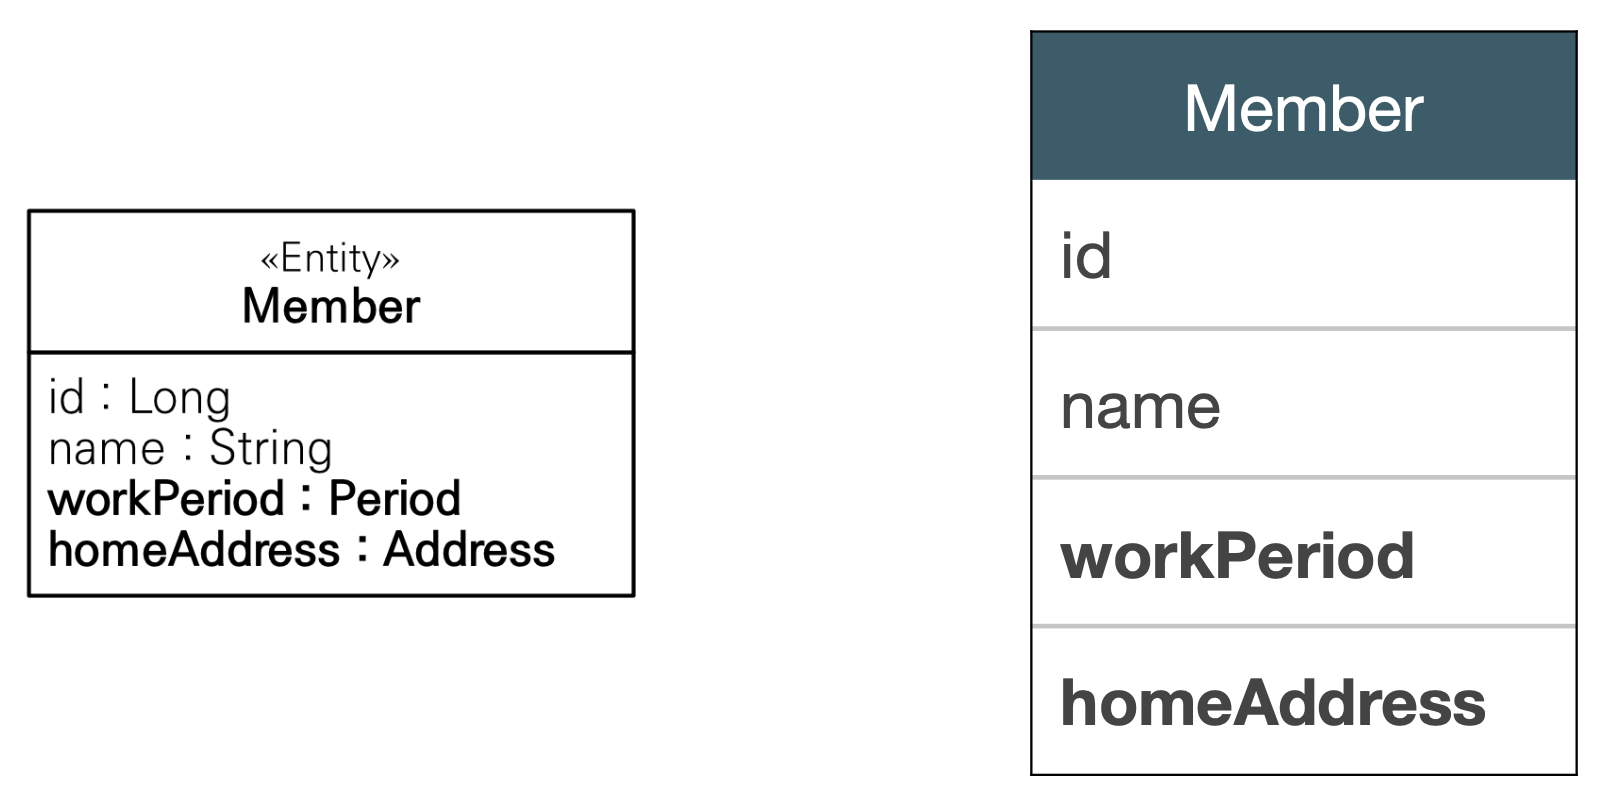 «Entity»
Member
id : Long
name : String
workPeriod : Period
homeAddress : Address
Member
id
name
workPeriod
homeAddress